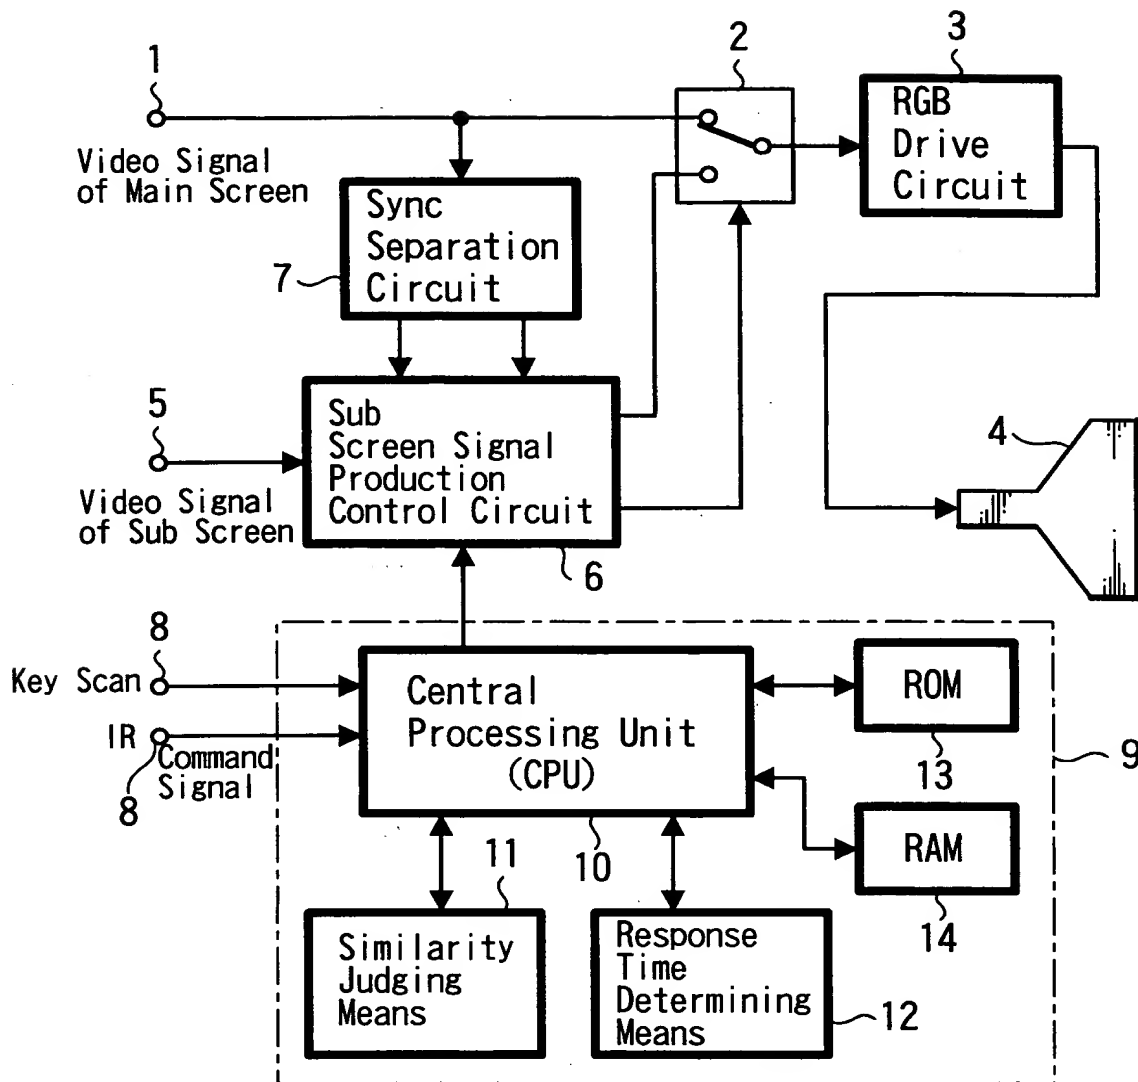 1
2
3
Video Signal
of Main Screen
RGB
Drive
Circuit
Sync
Separation
Circuit
7
5
Video Signal
of Sub Screen
Sub
Screen Signal
Production
Control Circuit
6
4
8
Key Scan
IR
Command
Signal
8
Central
Processing Unit
(CPU)
10
ROM
13
9
RAM
14
11
Similarity
Judging
Means
Response
Time
Determining
Means
12